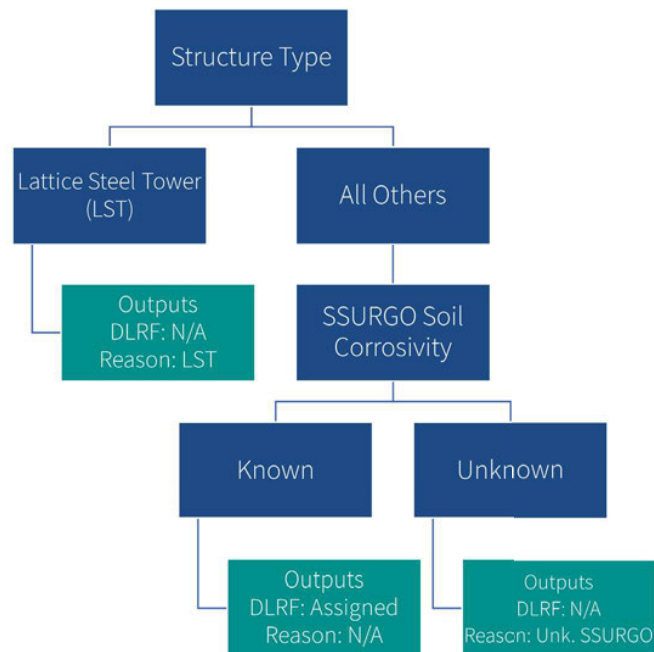 Structure Type
Lattice Steel Tower
(LST)
All Others
Outputs
DLRF: N/A
Reason: LST
SSURGO Soil
Corrosivity
Known
Unknown
Outputs
DLRF: Assigned
Reason: N/A
Outputs
DLRF: N/A
Reason: Unk. SSURGO